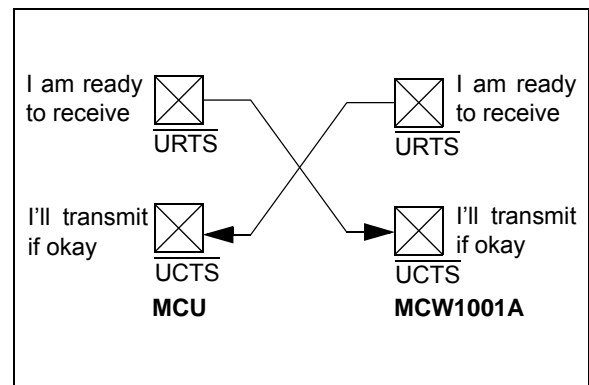 I am ready
to receive
URTS
I am ready
to receive
URTS
I'll transmit
if okay
UCTS
MCU
I'll transmit
if okay
UCTS
MCW1001A